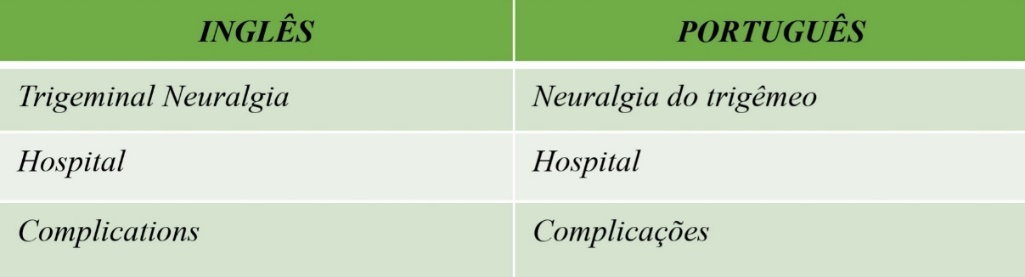 INGLÊS PORTUGUÊS
Trigeminal Neuralgia Neuralgia do trigêmeo
Hospital Hospital
Complications Complicações